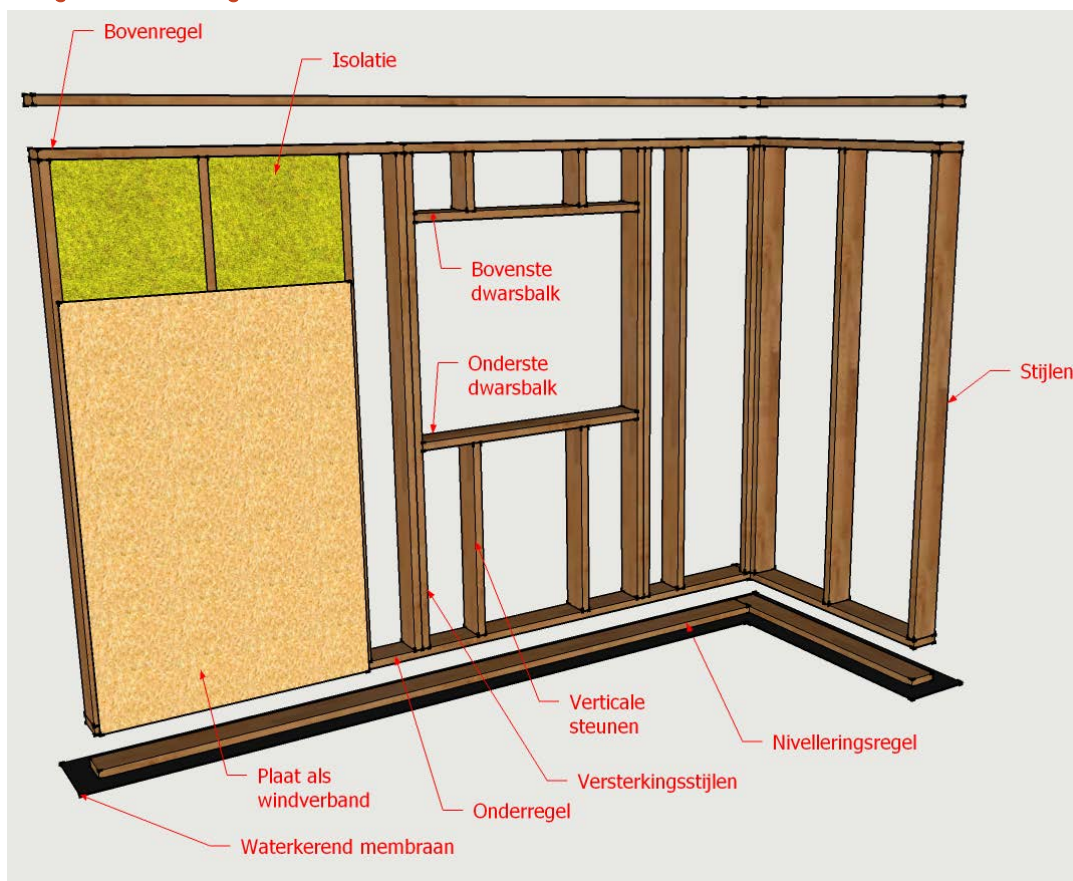 Bovenregel
Isolatie
Bovenste
dwarsbalk
Onderste
dwarsbalk
Stijlen
Verticale
steunen
Nivelleringsregel
Versterkingsstijlen
Plaat als
windverband
Onderregel
Waterkerend membraan